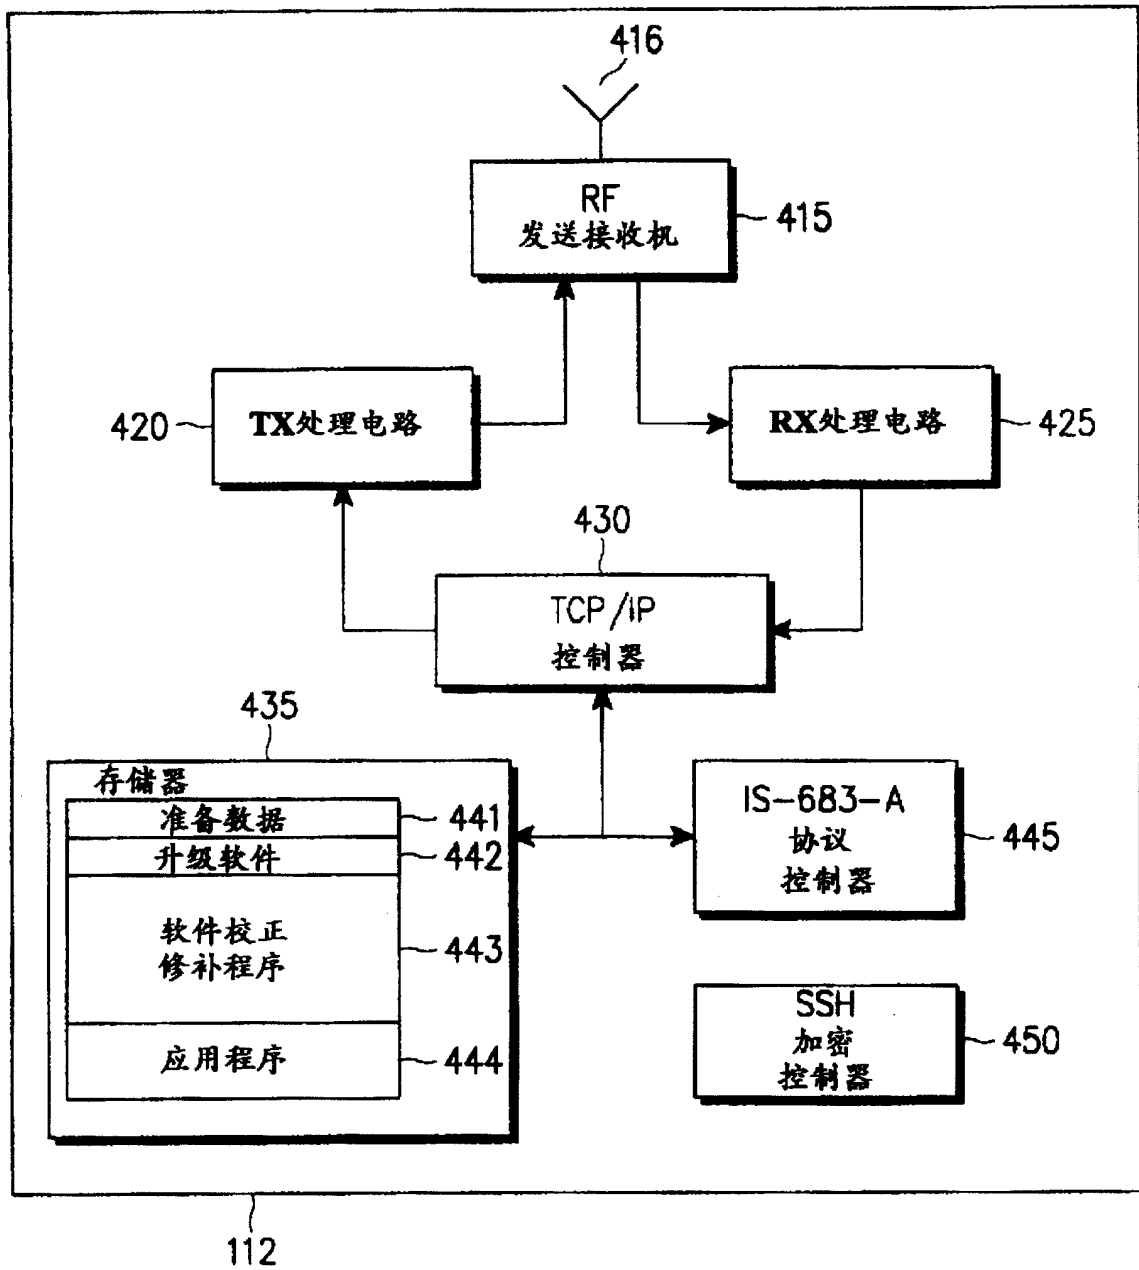 416
RF
发送接收机
415
420
TX处理电路
RX处理电路
425
430
TCP/IP
控制器
435
存储器
准备数据
441
升级软件
442
软件校正
修补程序
443
应用程序
444
IS-683-A
协议
控制器
445
SSH
加密
控制器
450
112